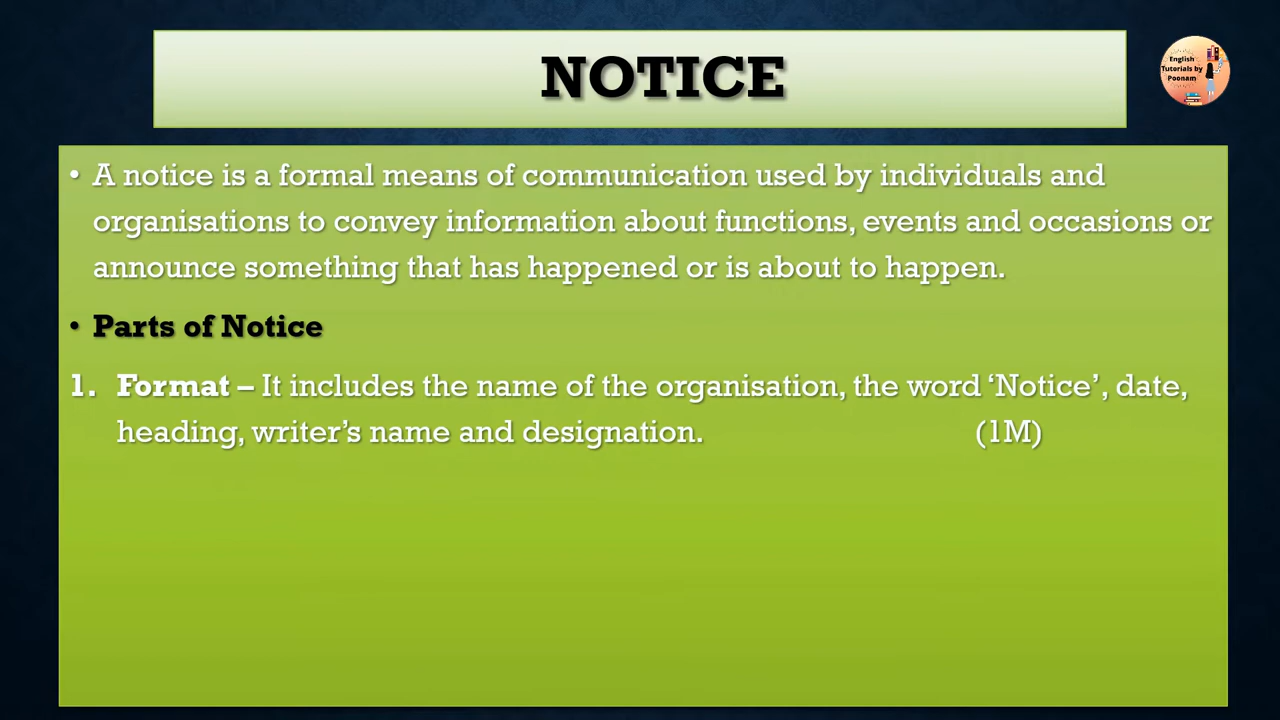 NOTICE
English
Tutorials by
Poonam
• A notice is a formal means of communication used by individuals and
organisations to convey information about functions, events and occasions or
announce something that has happened or is about to happen.
• Parts of Notice
1. Format – It includes the name of the organisation, the word ‘Notice’, date,
heading, writer’s name and designation. (1M)